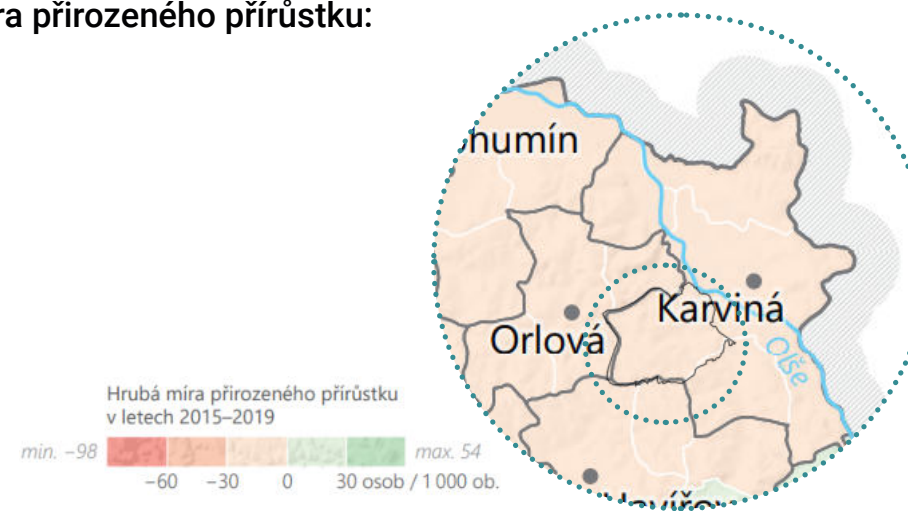 ra přirozeného přírůstku:
humín
Karviná
Orlová
Olše
Hrubá míra přirozeného přírůstku
v letech 2015–2019
min. −98
max. 54
−60 −30 0 30 osob / 1 000 ob.